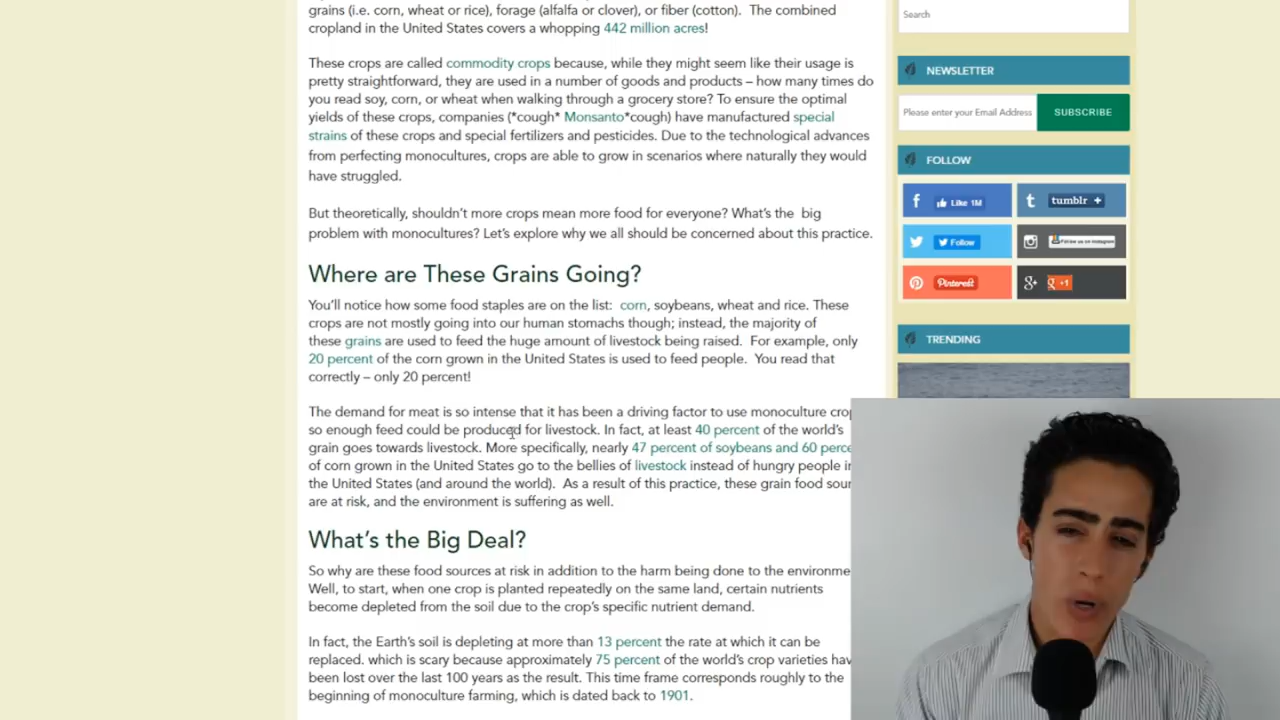 grains (i.e. corn, wheat or rice), forage (alfalfa or clover), or fiber (cotton).  The combined
cropland in the United States covers a whopping 442 million acres!
These crops are called commodity crops because, while they might seem like their usage is
pretty straightforward, they are used in a number of goods and products – how many times do
you read soy, corn, or wheat when walking through a grocery store? To ensure the optimal
yields of these crops, companies (*cough* Monsanto*cough) have manufactured special
strains of these crops and special fertilizers and pesticides. Due to the technological advances
from perfecting monocultures, crops are able to grow in scenarios where naturally they would
have struggled.
But theoretically, shouldn't more crops mean more food for everyone? What's the  big
problem with monocultures? Let's explore why we all should be concerned about this practice.
Where are These Grains Going?
You'll notice how some food staples are on the list:  corn, soybeans, wheat and rice. These
crops are not mostly going into our human stomachs though; instead, the majority of
these grains are used to feed the huge amount of livestock being raised.  For example, only
20 percent of the corn grown in the United States is used to feed people.  You read that
correctly – only 20 percent!
The demand for meat is so intense that it has been a driving factor to use monoculture crop
so enough feed could be produced for livestock. In fact, at least 40 percent of the world's
grain goes towards livestock. More specifically, nearly 47 percent of soybeans and 60 perce
of corn grown in the United States go to the bellies of livestock instead of hungry people in
the United States (and around the world).  As a result of this practice, these grain food sour
are at risk, and the environment is suffering as well.
What's the Big Deal?
So why are these food sources at risk in addition to the harm being done to the environme
Well, to start, when one crop is planted repeatedly on the same land, certain nutrients
become depleted from the soil due to the crop's specific nutrient demand.
In fact, the Earth's soil is depleting at more than 13 percent the rate at which it can be
replaced. which is scary because approximately 75 percent of the world's crop varieties hav
been lost over the last 100 years as the result. This time frame corresponds roughly to the
beginning of monoculture farming, which is dated back to 1901.
Search
NEWSLETTER
Please enter your Email Address
SUBSCRIBE
FOLLOW
f Like 1M
t tumblr +
Follow
Follow us on Instagram
Pinterest
g+ g +1
TRENDING